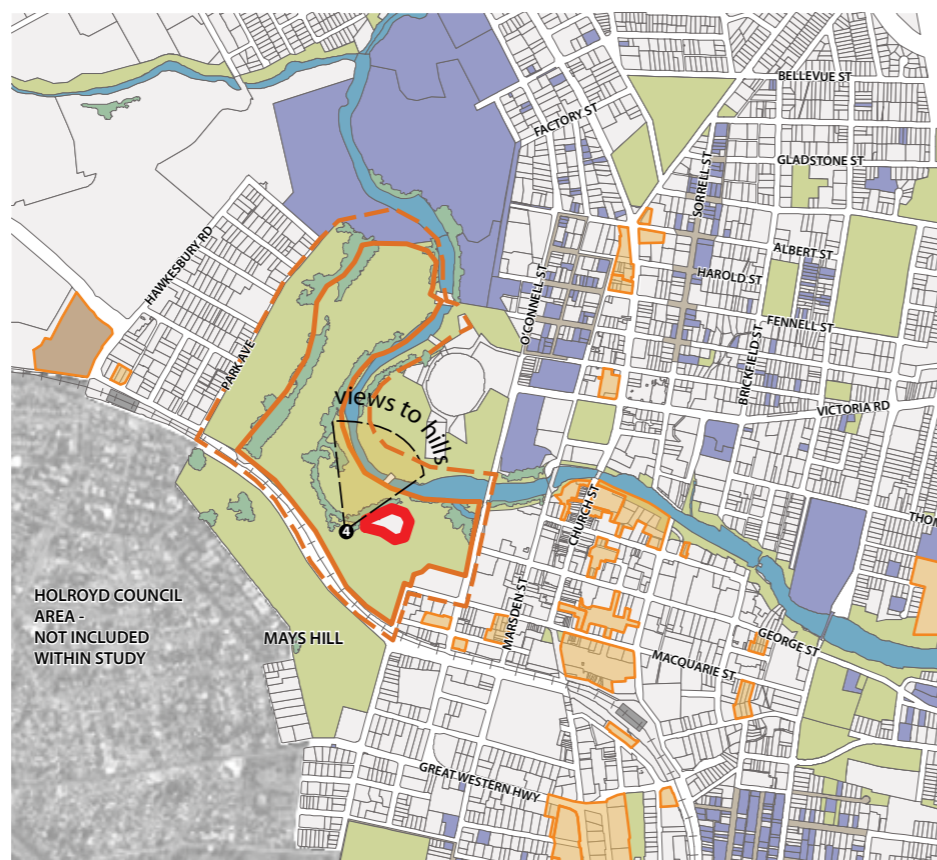 BELLEVUE ST
FACTORY ST
GLADSTONE ST
SORRELL ST
HAWKESBURY RD
ALBERT ST
HAROLD ST
O'CONNELL ST
FENNELL ST
PARK AVE
BRICKFIELD ST
VICTORIA RD
views to hills
CHURCH ST
4
HOLROYD COUNCIL
AREA -
NOT INCLUDED
WITHIN STUDY
MAYS HILL
MARSDEN ST
GEORGE ST
MACQUARIE ST
GREAT WESTERN HWY